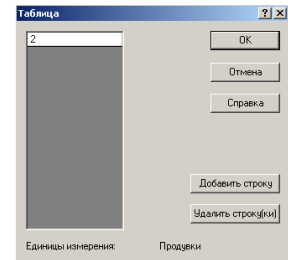 Таблица
2
OK
Отмена
Справка
Добавить строку
Удалить строку(ки)
Единицы измерения: Продувки